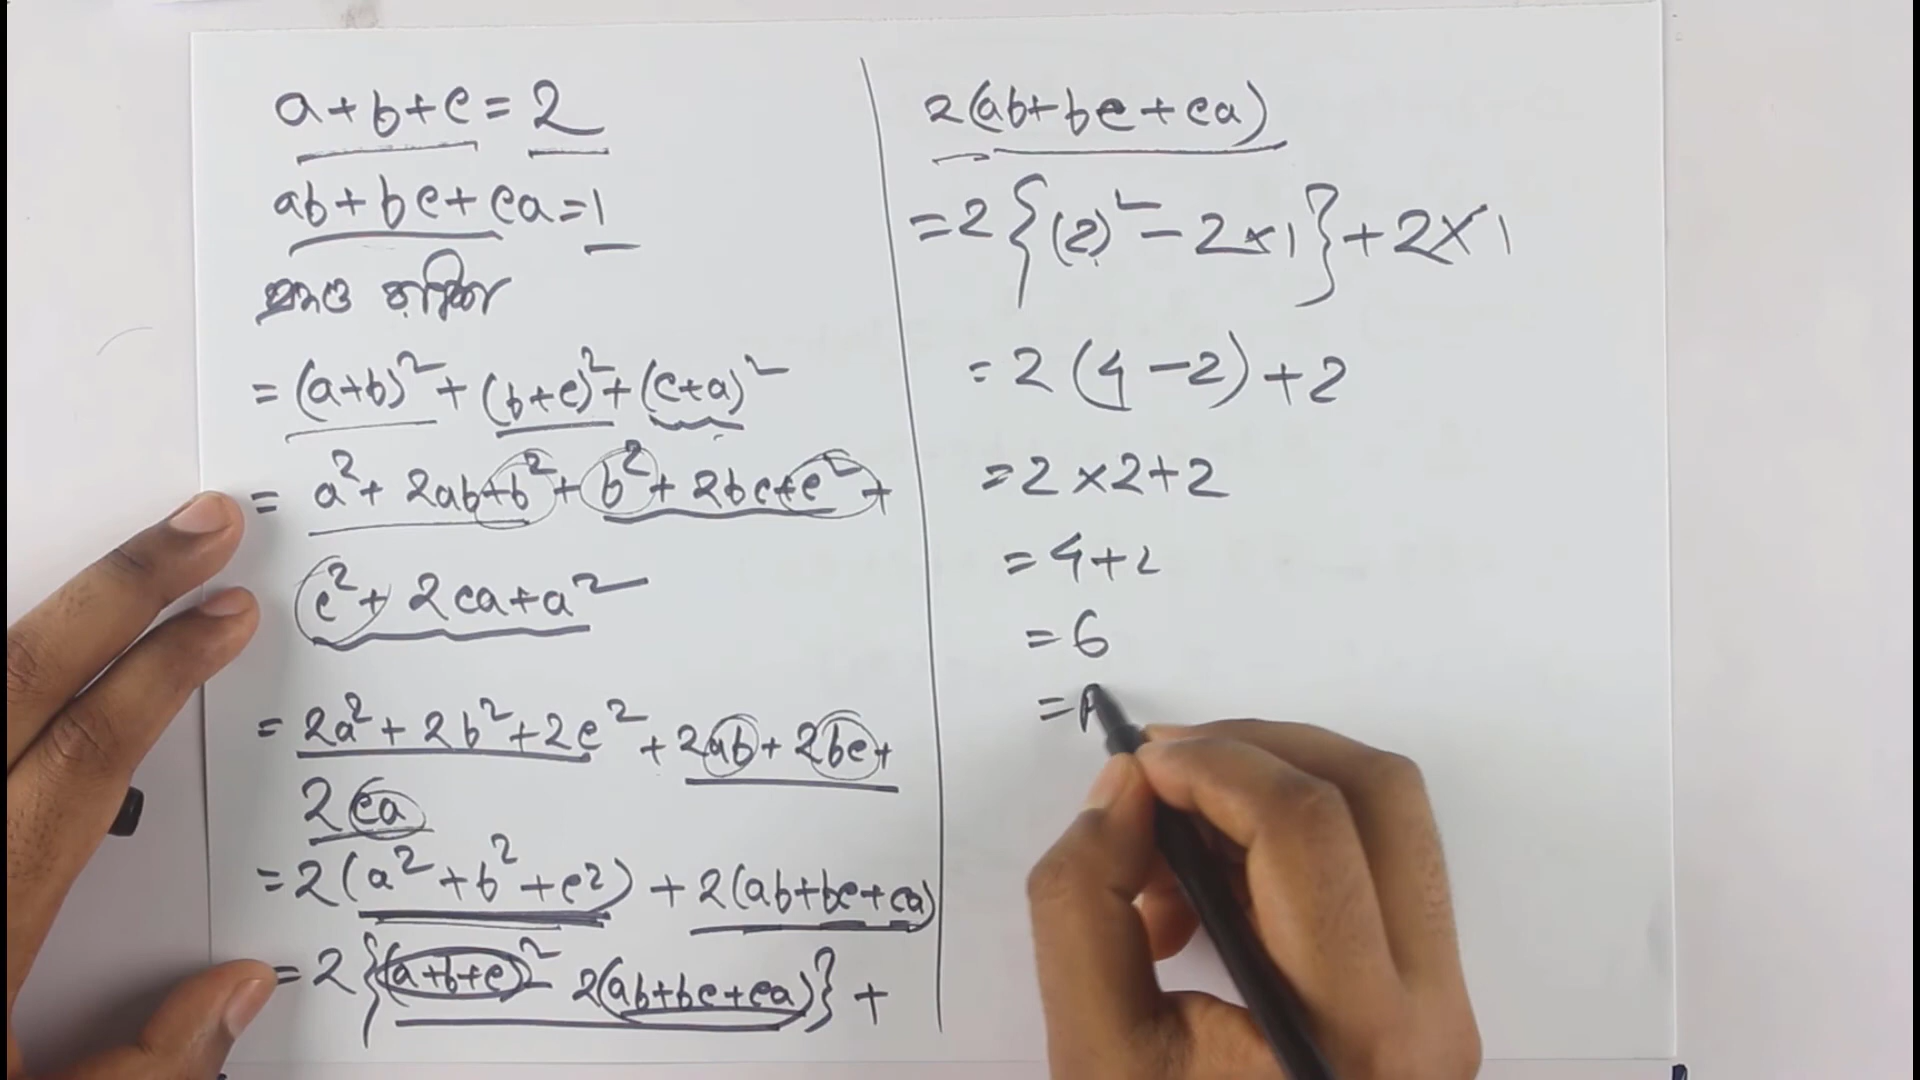 a+b+c=2
ab+bc+ca=1
প্রদত্ত রাশি
=(a+b)²+(b+c)²+(c+a)²
= a²+2ab+b²+b²+2bc+c²+
c²+2ca+a²
=2a²+2b²+2c²+2ab+2bc+
2ca
=2(a²+b²+c²)+2(ab+bc+ca)
=2{(a+b+c)²-2(ab+bc+ca)}+
2(ab+bc+ca)
=2{(2)²-2×1}+2×1
=2(4-2)+2
=2×2+2
=4+2
=6
=